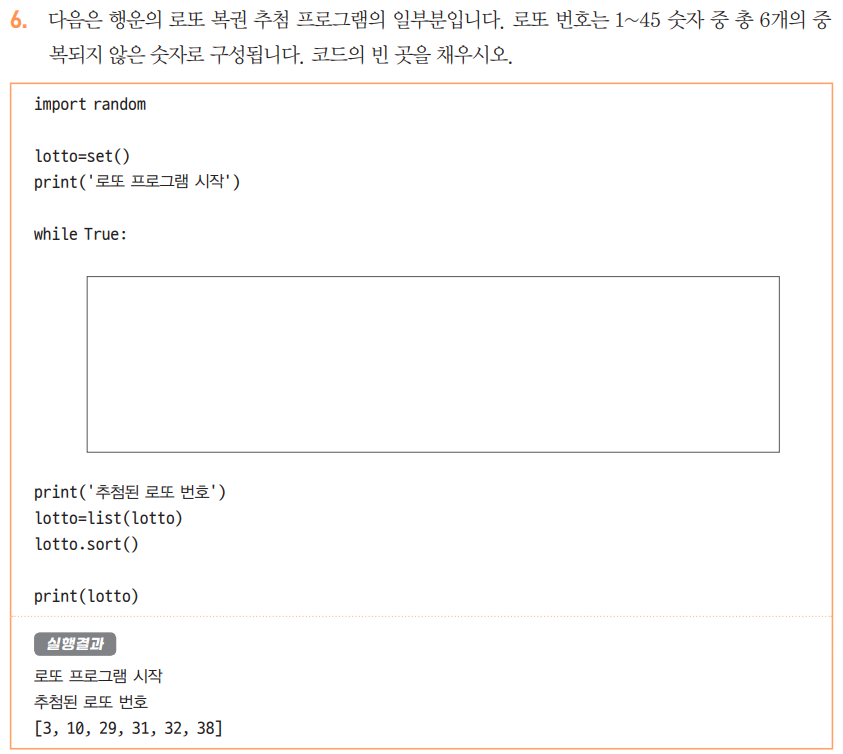 6. 다음은 행운의 로또 복권 추첨 프로그램의 일부분입니다. 로또 번호는 1~45 숫자 중 총 6개의 중
복되지 않은 숫자로 구성됩니다. 코드의 빈 곳을 채우시오.
import random
lotto=set()
print('로또 프로그램 시작')
while True:
print('추첨된 로또 번호')
lotto=list(lotto)
lotto.sort()
print(lotto)
실행결과
로또 프로그램 시작
추첨된 로또 번호
[3, 10, 29, 31, 32, 38]